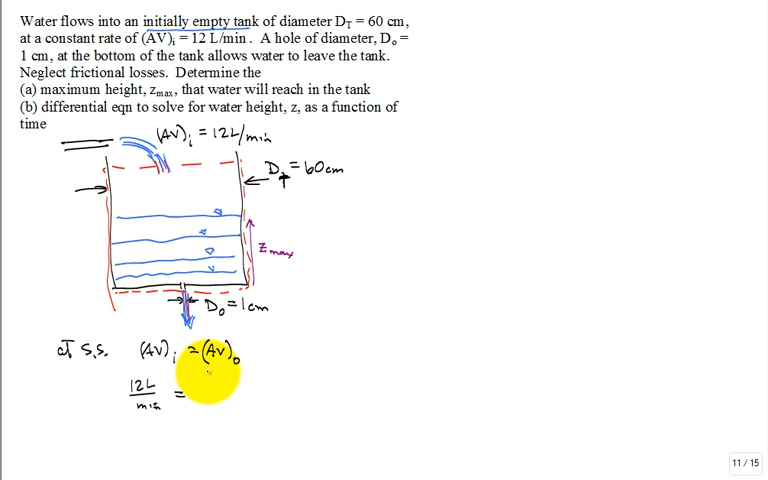 Water flows into an initially empty tank of diameter D_T = 60 cm,
at a constant rate of (AV)_i = 12 L/min. A hole of diameter, D_o =
1 cm, at the bottom of the tank allows water to leave the tank.
Neglect frictional losses. Determine the
(a) maximum height, z_max, that water will reach in the tank
(b) differential eqn to solve for water height, z, as a function of
time
(AV)_i = 12L/min
D_T = 60cm
z_max
D_o = 1cm
at s.s. (AV)_i = (AV)_o
12L/min =
11 / 15